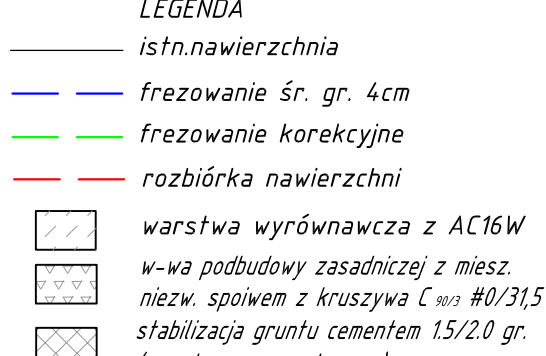 LEGENDA
istn.nawierzchnia
frezowanie śr. gr. 4cm
frezowanie korekcyjne
rozbiórka nawierzchni
warstwa wyrównawcza z AC16W
w-wa podbudowy zasadniczej z miesz.
niezw. spoiwem z kruszywa C 90/3 #0/31,5
stabilizacja gruntu cementem 1.5/2.0 gr.